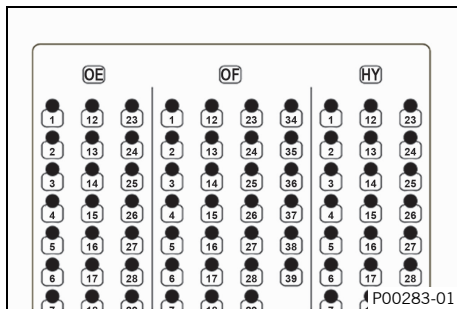 OE OF HY
1 12 23 1 12 23 34 1 12 23
2 13 24 2 13 24 35 2 13 24
3 14 25 3 14 25 36 3 14 25
4 15 26 4 15 26 37 4 15 26
5 16 27 5 16 27 38 5 16 27
6 17 28 6 17 28 39 6 17 28
P00283-01